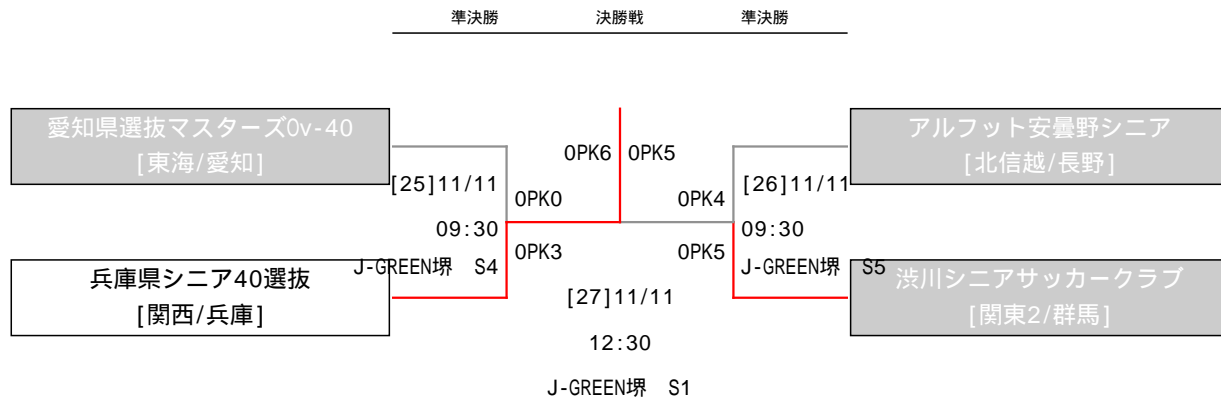 準決勝 決勝戦 準決勝
愛知県選抜マスターズOv-40
[東海/愛知]
アルフット安曇野シニア
[北信越/長野]
0PK6 0PK5
[25]11/11
[26]11/11
0PK0
0PK4
09:30
09:30
0PK3
0PK5
J-GREEN堺 S4
J-GREEN堺 S5
兵庫県シニア40選抜
[関西/兵庫]
渋川シニアサッカークラブ
[関東2/群馬]
[27]11/11
12:30
J-GREEN堺 S1